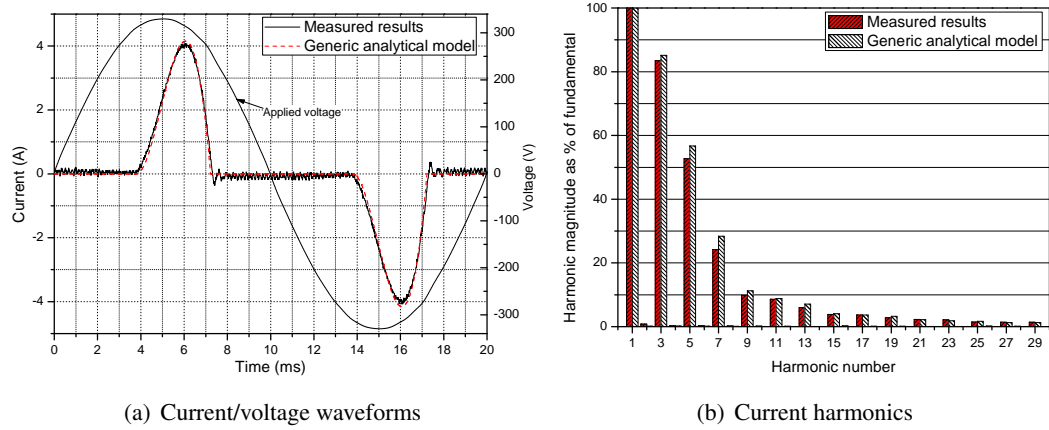 Measured results
Generic analytical model
Applied voltage
Current (A)
4
2
0
-2
-4
Voltage (V)
300
200
100
0
-100
-200
-300
0 2 4 6 8 10 12 14 16 18 20
Time (ms)
(a) Current/voltage waveforms
Measured results
Generic analytical model
Harmonic magnitude as % of fundamental
100
80
60
40
20
0
1 3 5 7 9 11 13 15 17 19 21 23 25 27 29
Harmonic number
(b) Current harmonics